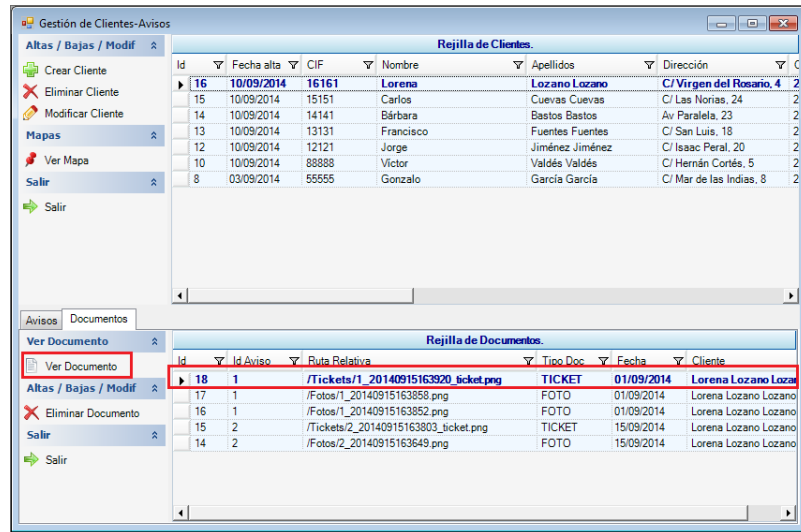 Gestión de Clientes-Avisos
Altas / Bajas / Modif
Crear Cliente
Eliminar Cliente
Modificar Cliente
Mapas
Ver Mapa
Salir
Salir
Rejilla de Clientes.
Id Fecha alta CIF Nombre Apellidos Dirección
16 10/09/2014 16161 Lorena Lozano Lozano C/ Virgen del Rosario, 4 2
15 10/09/2014 15151 Carlos Cuevas Cuevas C/ Las Norias, 24 2
14 10/09/2014 14141 Bárbara Bastos Bastos Av Paralela, 23 2
13 10/09/2014 13131 Francisco Fuentes Fuentes C/ San Luis, 18 2
12 10/09/2014 12121 Jorge Jiménez Jiménez C/ Isaac Peral, 20 2
10 10/09/2014 88888 Víctor Valdés Valdés C/ Hernán Cortés, 5 2
8 03/09/2014 55555 Gonzalo García García C/ Mar de las Indias, 8 2
Avisos Documentos
Ver Documento
Ver Documento
Altas / Bajas / Modif
Eliminar Documento
Salir
Salir
Rejilla de Documentos.
Id Id Aviso Ruta Relativa Tipo Doc Fecha Cliente
18 1 /Tickets/1_20140915163920_ticket.png TICKET 01/09/2014 Lorena Lozano Lozan
17 1 /Fotos/1_20140915163858.png FOTO 01/09/2014 Lorena Lozano Lozano
16 1 /Fotos/1_20140915163852.png FOTO 01/09/2014 Lorena Lozano Lozano
15 2 /Tickets/2_20140915163803_ticket.png TICKET 15/09/2014 Lorena Lozano Lozano
14 2 /Fotos/2_20140915163649.png FOTO 15/09/2014 Lorena Lozano Lozano